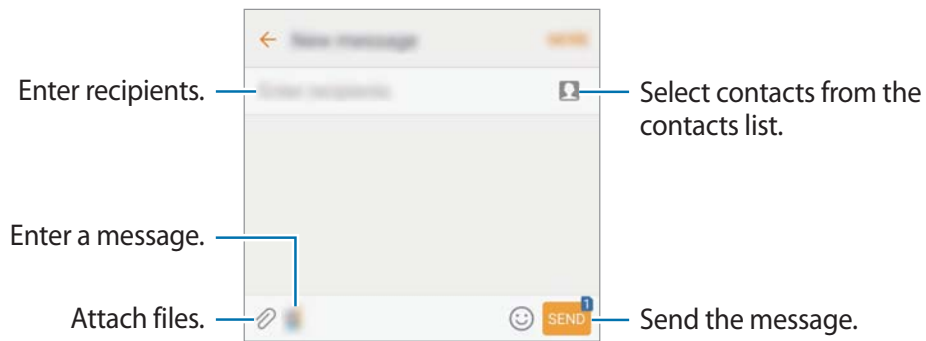 Enter recipients.
Select contacts from the
contacts list.
Enter a message.
Attach files.
1
SEND
Send the message.